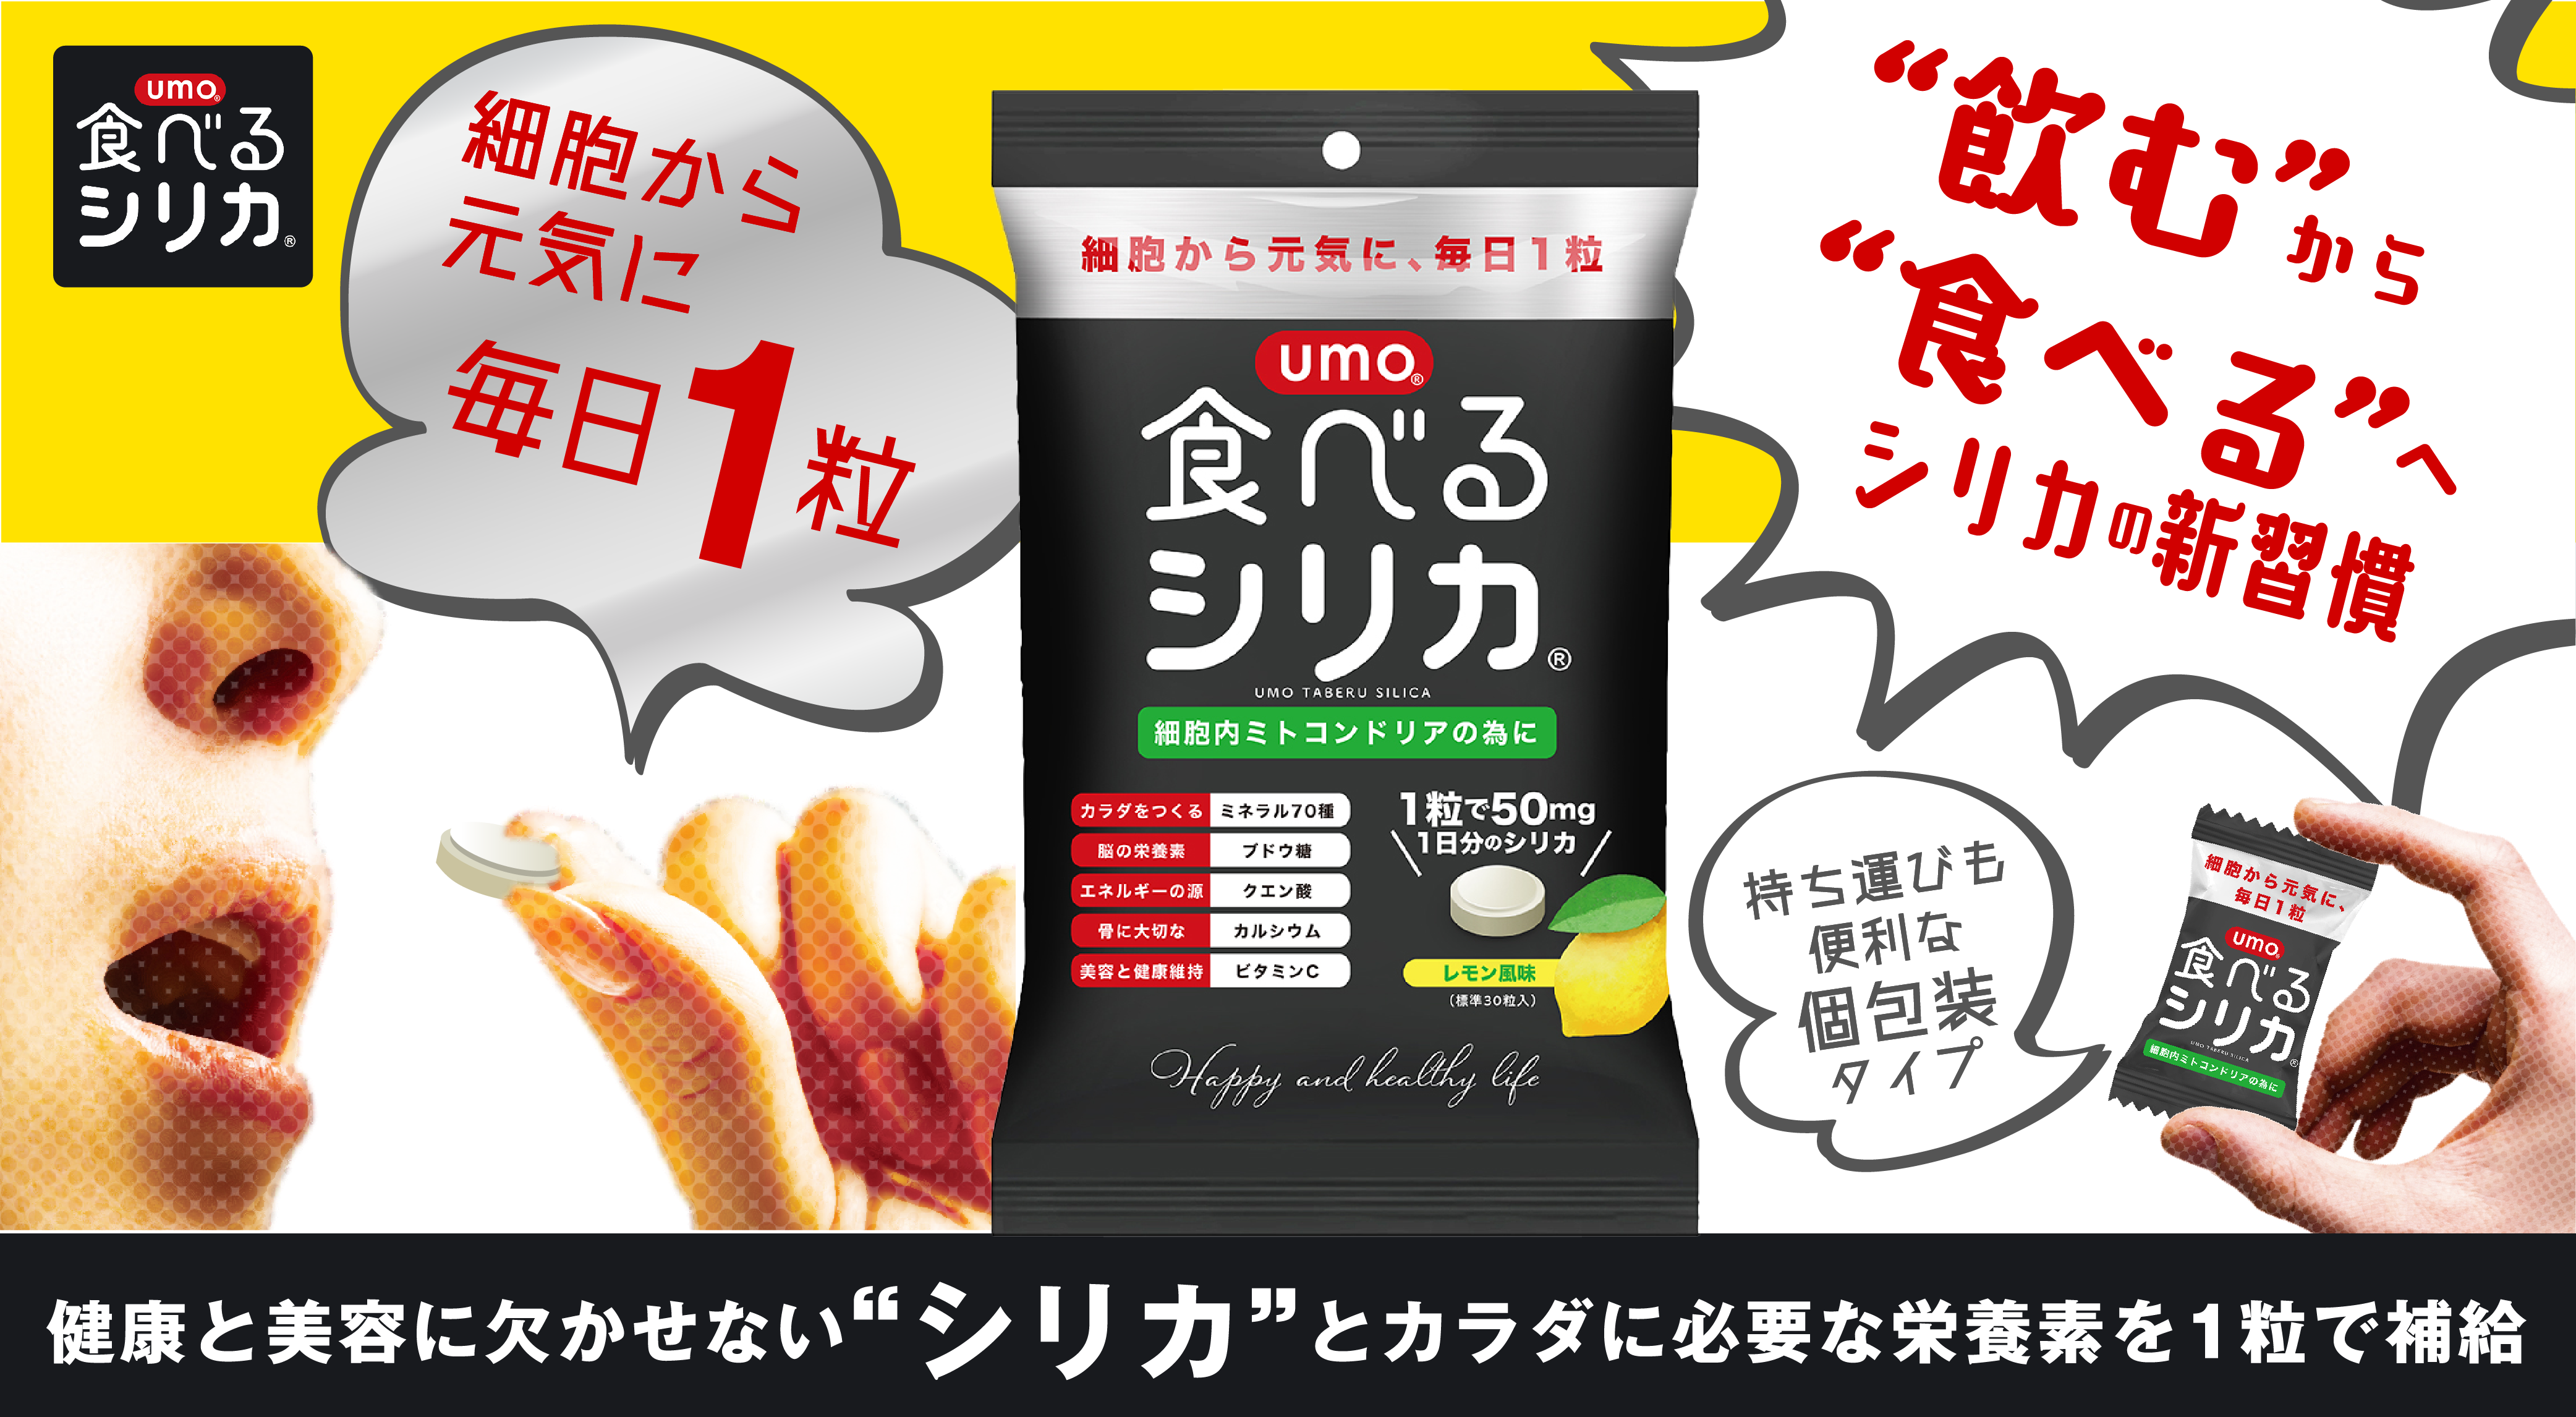 umo®
食べる
シリカ®
細胞から
元気に
毎日1粒
“飲む”から
“食べる”へ
シリカの新習慣
細胞から元気に、毎日1粒
umo®
食べる
シリカ®
UMO TABERU SILICA
細胞内ミトコンドリアの為に
カラダをつくる ミネラル70種
脳の栄養素 ブドウ糖
エネルギーの源 クエン酸
骨に大切な カルシウム
美容と健康維持 ビタミンC
1粒で50mg
1日分のシリカ
レモン風味
(標準30粒入)
Happy and healthy life
持ち運びも
便利な
個包装
タイプ
細胞から元気に、
毎日1粒
umo®
食べる
シリカ®
UMO TABERU SILICA
細胞内ミトコンドリアの為に
健康と美容に欠かせない“シリカ”とカラダに必要な栄養素を1粒で補給